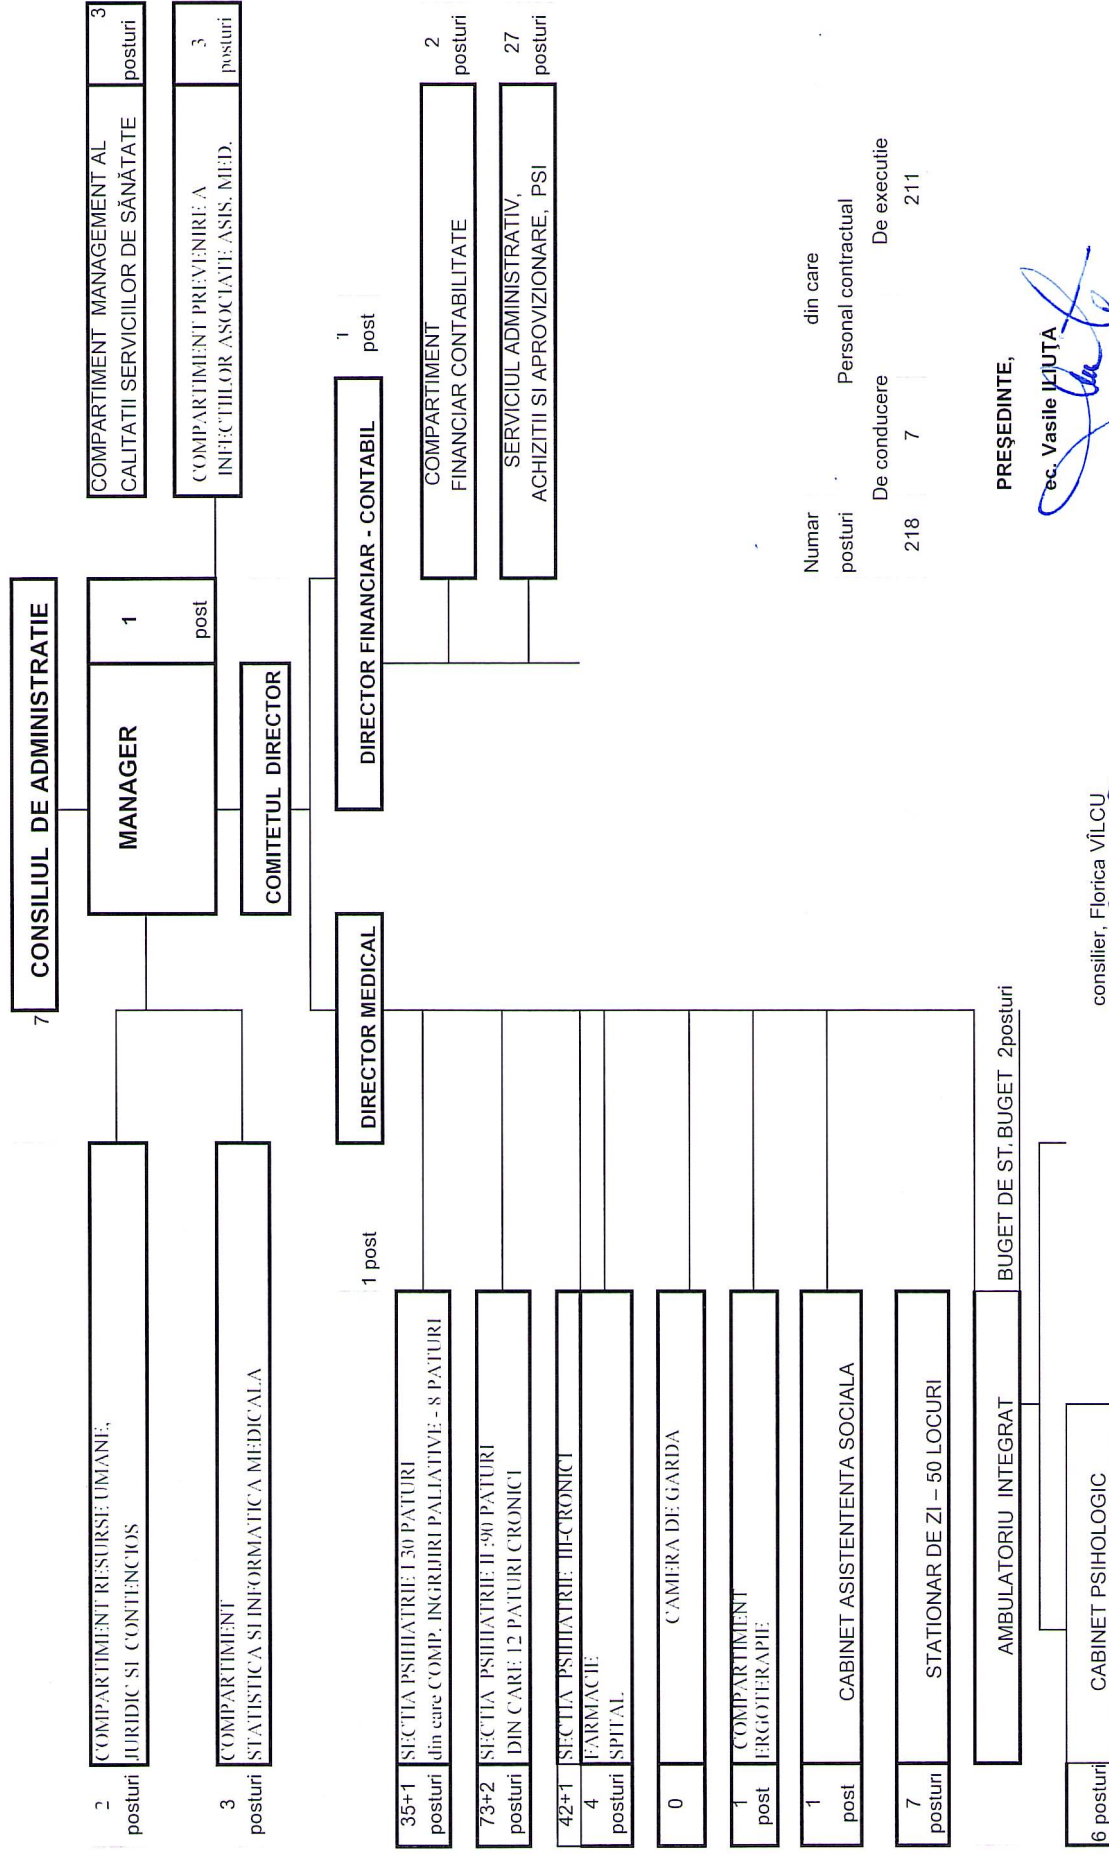 7
CONSILIUL DE ADMINISTRATIE
MANAGER
1
post
COMPARTIMENT MANAGEMENT AL
CALITATII SERVICIILOR DE SĂNĂTATE
3
posturi
COMPARTIMENT PREVENIRE A
INFECTIILOR ASOCIATE ASIS. MED.
3
posturi
2
posturi
COMPARTIMENT RESURSE UMANE,
JURIDIC SI CONTENCIOS
3
posturi
COMPARTIMENT
STATISTICA SI INFORMATICA MEDICALA
COMITETUL DIRECTOR
1 post
DIRECTOR MEDICAL
DIRECTOR FINANCIAR - CONTABIL
1
post
COMPARTIMENT
FINANCIAR CONTABILITATE
2
posturi
SERVICIUL ADMINISTRATIV,
ACHIZITII SI APROVIZIONARE, PSI
27
posturi
35+1
posturi
SECTIA PSIHIATRIE I 30 PATURI
din care COMP. INGRIJIRI PALIATIVE - 8 PATURI
73+2
posturi
SECTIA PSIHIATRIE II :90 PATURI
DIN CARE 12 PATURI CRONICI
42+1
SECTIA PSIHIATRIE III-CRONICI
4
posturi
FARMACIE
SPITAL
0
CAMERA DE GARDA
1
post
COMPARTIMENT
ERGOTERAPIE
1
post
CABINET ASISTENTENTA SOCIALA
7
posturi
STATIONAR DE ZI – 50 LOCURI
AMBULATORIU INTEGRAT
BUGET DE ST. BUGET 2posturi
6 posturi
CABINET PSIHOLOGIC
Numar
posturi
din care
Personal contractual
De conducere
De executie
218
7
211
PREŞEDINTE,
ec. Vasile ILIUŢĂ
consilier, Florica VÎLCU